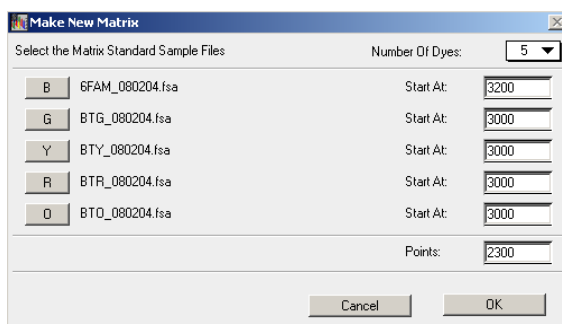 Make New Matrix
Select the Matrix Standard Sample Files Number Of Dyes: 5
B 6FAM_080204.fsa Start At: 3200
G BTG_080204.fsa Start At: 3000
Y BTY_080204.fsa Start At: 3000
R BTR_080204.fsa Start At: 3000
O BTO_080204.fsa Start At: 3000
Points: 2300
Cancel OK